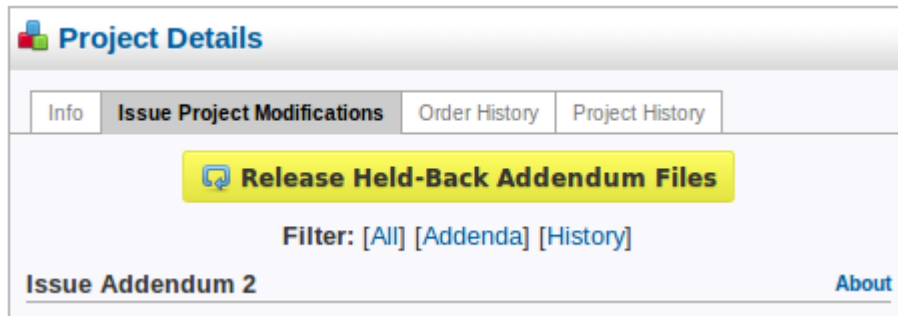 Project Details
Info Issue Project Modifications Order History Project History
Release Held-Back Addendum Files
Filter: [All] [Addenda] [History]
Issue Addendum 2 About